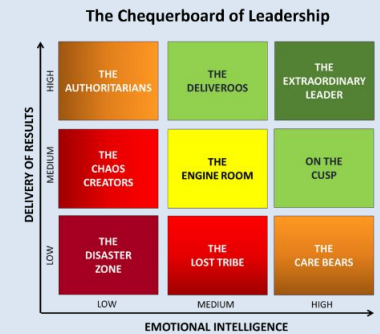 The Chequerboard of Leadership
DELIVERY OF RESULTS
HIGH
THE
AUTHORITARIANS
THE
DELIVEROOS
THE
EXTRAORDINARY
LEADER
MEDIUM
THE
CHAOS
CREATORS
THE
ENGINE ROOM
ON THE
CUSP
LOW
THE
DISASTER
ZONE
THE
LOST TRIBE
THE
CARE BEARS
LOW
MEDIUM
HIGH
EMOTIONAL INTELLIGENCE